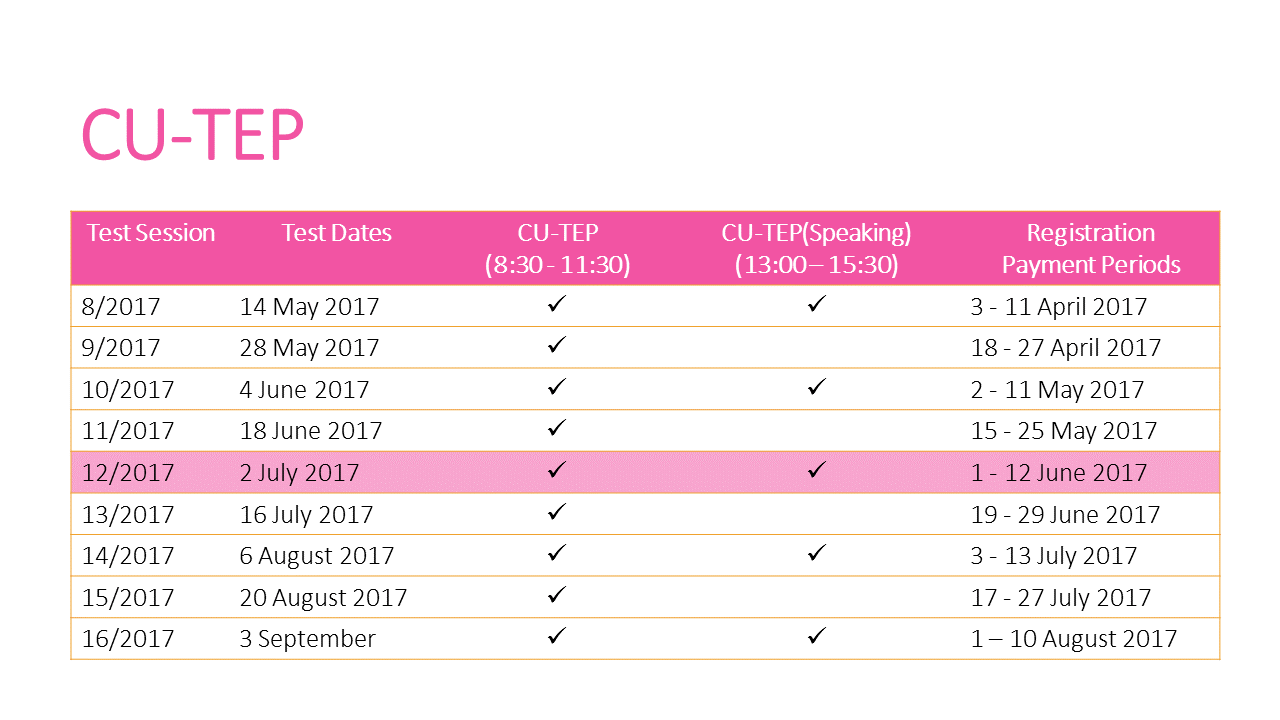 CU-TEP
Test Session Test Dates CU-TEP CU-TEP(Speaking) Registration
(8:30 - 11:30) (13:00 – 15:30) Payment Periods
8/2017 14 May 2017 ✓ ✓ 3 - 11 April 2017
9/2017 28 May 2017 ✓ 18 - 27 April 2017
10/2017 4 June 2017 ✓ ✓ 2 - 11 May 2017
11/2017 18 June 2017 ✓ 15 - 25 May 2017
12/2017 2 July 2017 ✓ ✓ 1 - 12 June 2017
13/2017 16 July 2017 ✓ 19 - 29 June 2017
14/2017 6 August 2017 ✓ ✓ 3 - 13 July 2017
15/2017 20 August 2017 ✓ 17 - 27 July 2017
16/2017 3 September ✓ ✓ 1 – 10 August 2017